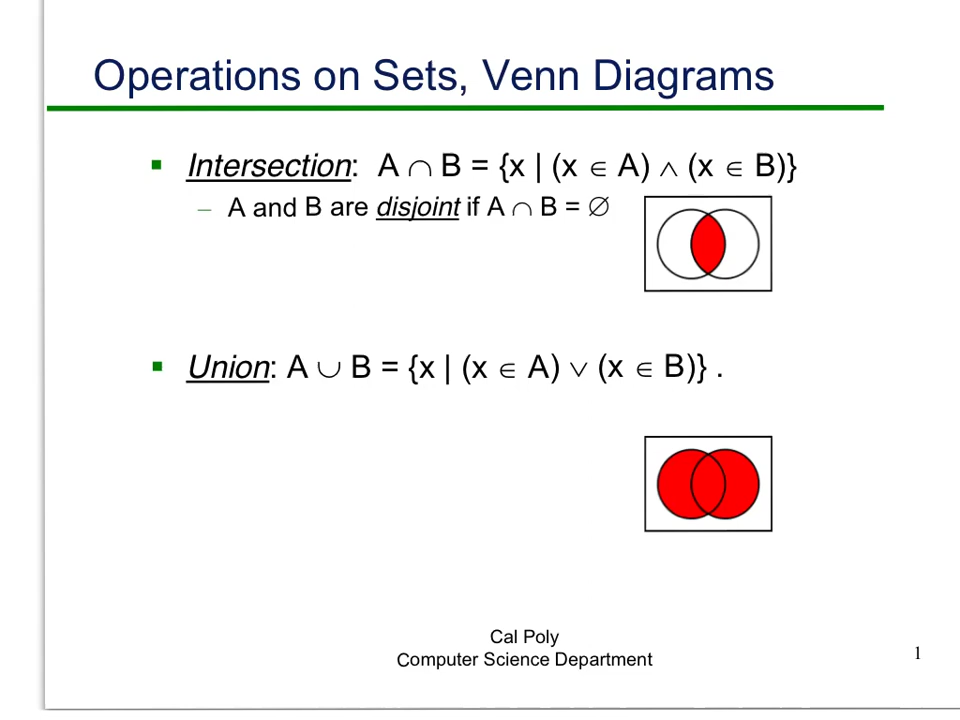 Operations on Sets, Venn Diagrams
▪ Intersection: A ∩ B = {x | (x ∈ A) ∧ (x ∈ B)}
– A and B are disjoint if A ∩ B = ∅
▪ Union: A ∪ B = {x | (x ∈ A) ∨ (x ∈ B)} .
Cal Poly
Computer Science Department
1